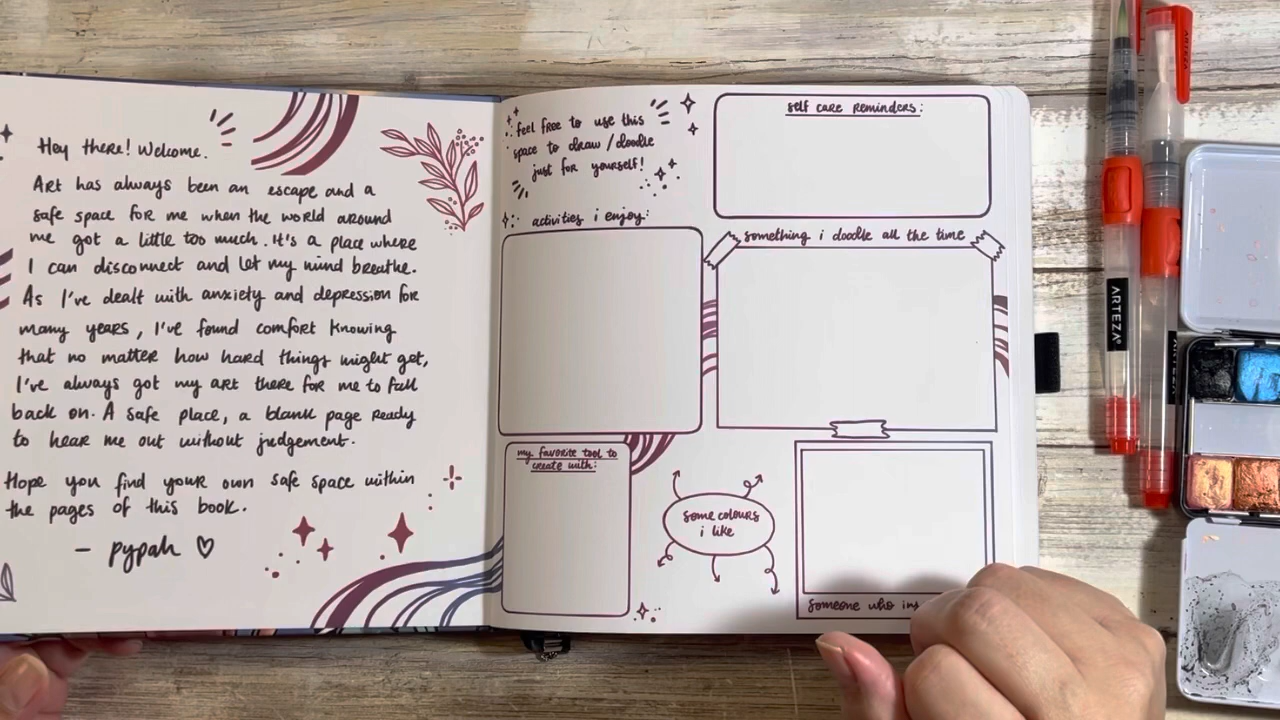 Hey there! Welcome.
Art has always been an escape and a
safe space for me when the world around
me got a little too much. It's a place where
I can disconnect and let my mind breathe.
As I've dealt with anxiety and depression for
many years, I've found comfort knowing
that no matter how hard things might get,
I've always got my art there for me to fall
back on. A safe place, a blank page ready
to hear me out without judgement.
Hope you find your own safe space within
the pages of this book.
- pypah
feel free to use this
space to draw/doodle
just for yourself!
activities i enjoy:
self care reminders:
something i doodle all the time
my favorite tool to
create with:
some colours
i like
someone who
ARTEZA
ARTEZA